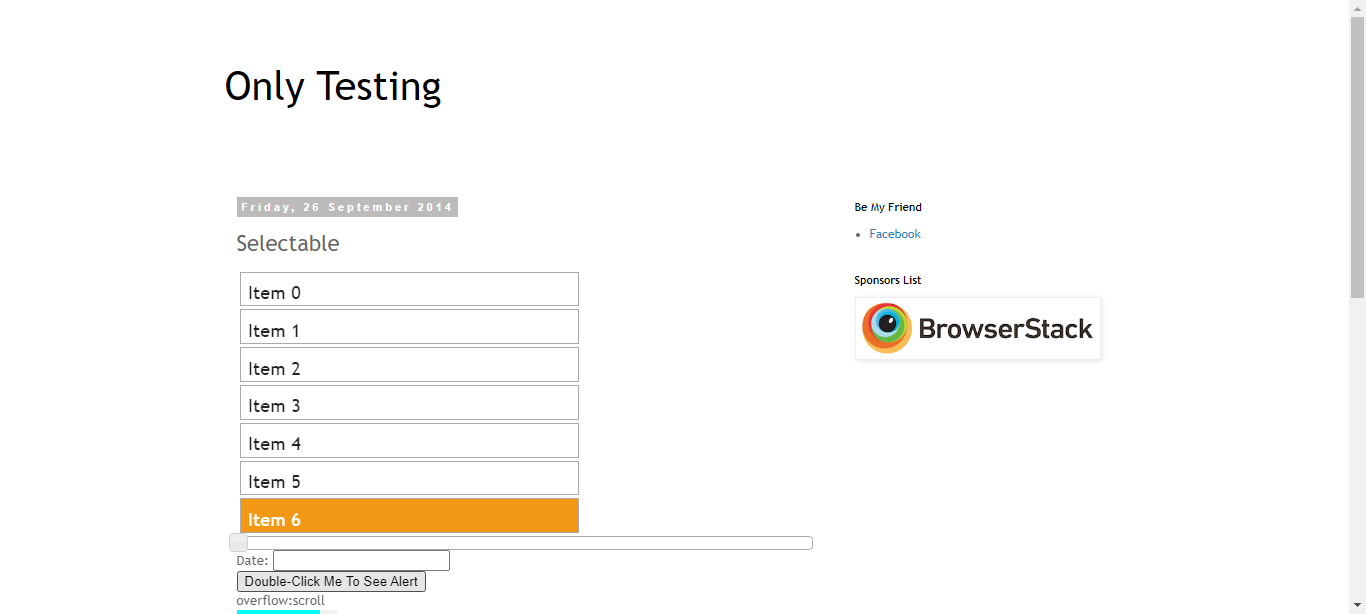 Only Testing
Friday, 26 September 2014
Selectable
Item 0
Item 1
Item 2
Item 3
Item 4
Item 5
Item 6
Date:
Double-Click Me To See Alert
overflow:scroll
Be My Friend
Facebook
Sponsors List
BrowserStack